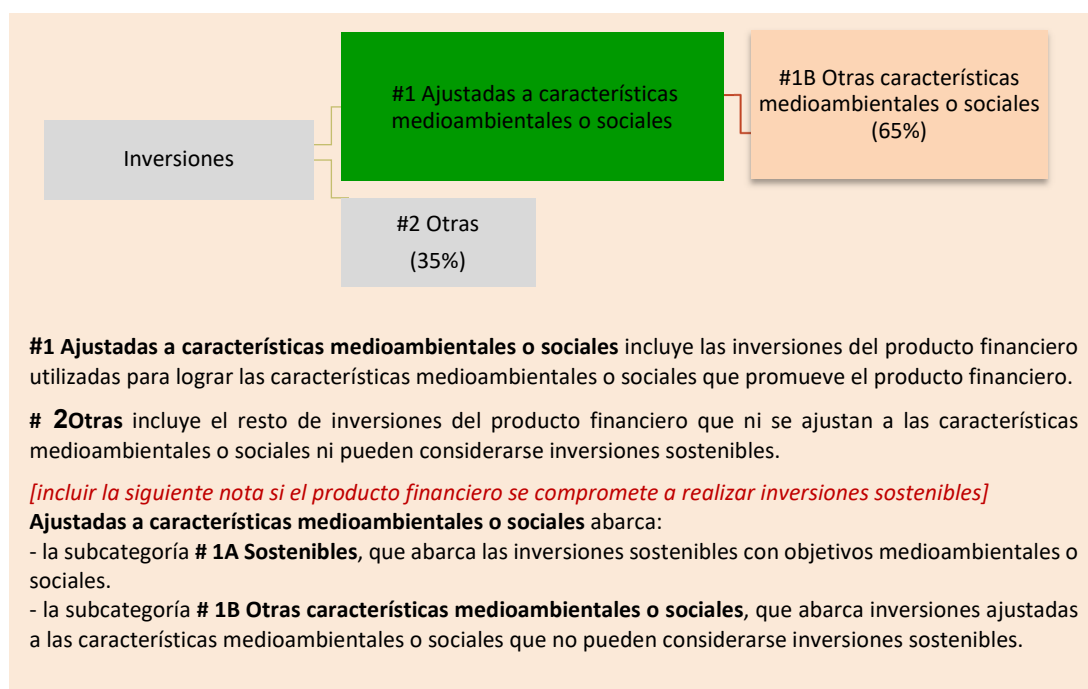 #1 Ajustadas a características
medioambientales o sociales
#1B Otras características
medioambientales o sociales
(65%)
Inversiones
#2 Otras
(35%)
#1 Ajustadas a características medioambientales o sociales incluye las inversiones del producto financiero
utilizadas para lograr las características medioambientales o sociales que promueve el producto financiero.
# 2Otras incluye el resto de inversiones del producto financiero que ni se ajustan a las características
medioambientales o sociales ni pueden considerarse inversiones sostenibles.
[incluir la siguiente nota si el producto financiero se compromete a realizar inversiones sostenibles]
Ajustadas a características medioambientales o sociales abarca:
- la subcategoría # 1A Sostenibles, que abarca las inversiones sostenibles con objetivos medioambientales o
sociales.
- la subcategoría # 1B Otras características medioambientales o sociales, que abarca inversiones ajustadas
a las características medioambientales o sociales que no pueden considerarse inversiones sostenibles.